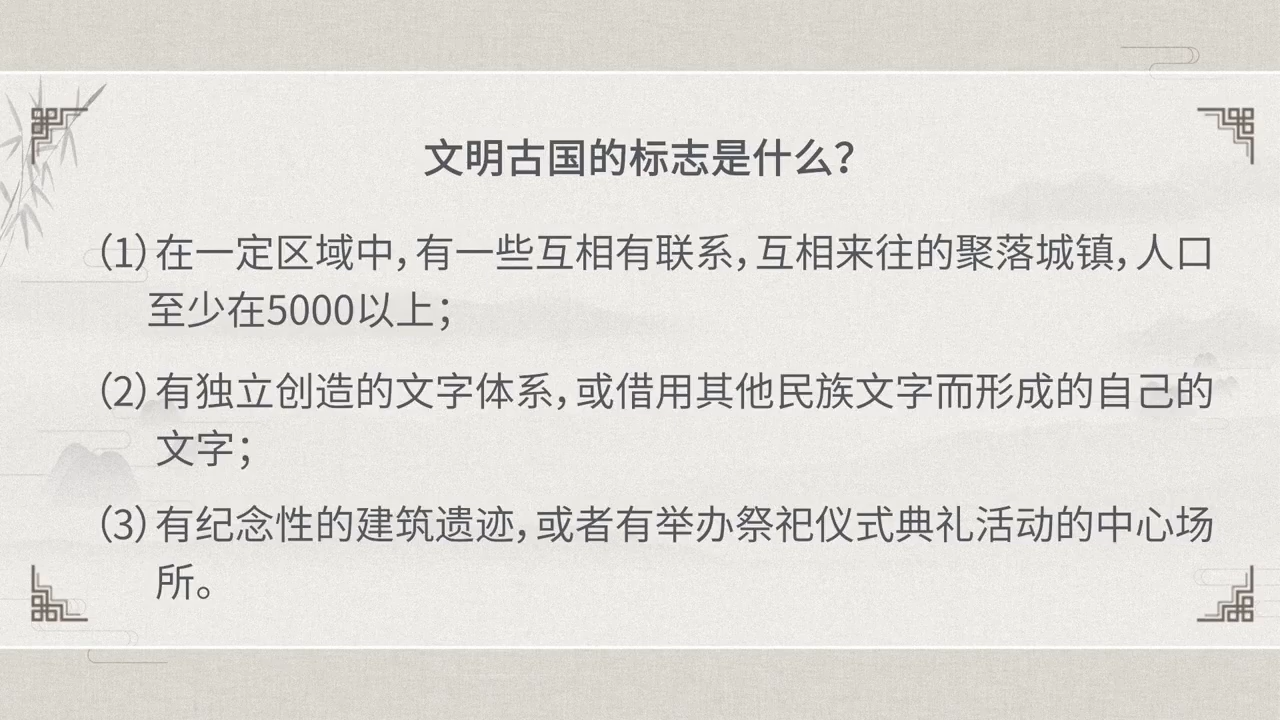 文明古国的标志是什么？
（1）在一定区域中，有一些互相有联系，互相来往的聚落城镇，人口
至少在5000以上；
（2）有独立创造的文字体系，或借用其他民族文字而形成的自己的
文字；
（3）有纪念性的建筑遗迹，或者有举办祭祀仪式典礼活动的中心场
所。